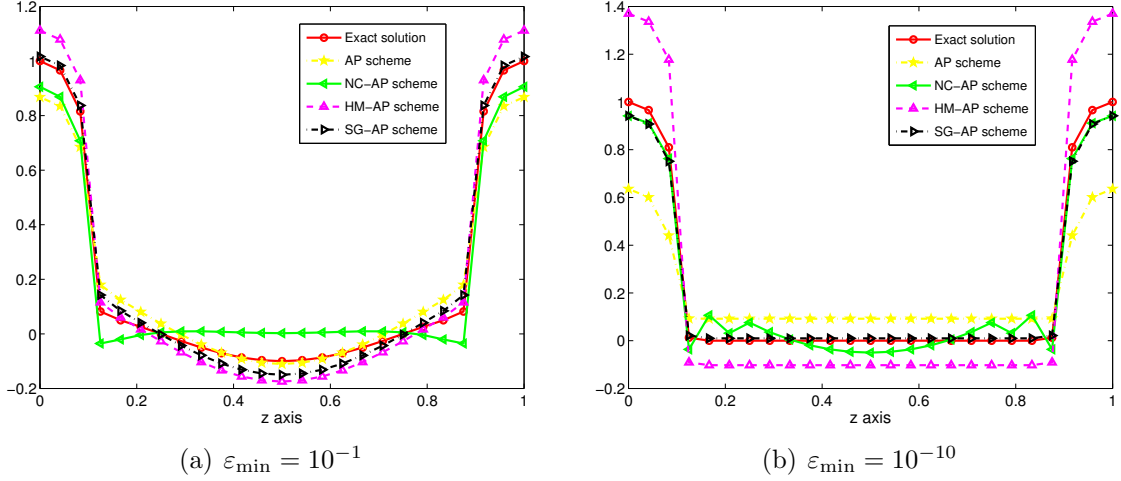 1.2
1
0.8
0.6
0.4
0.2
0
−0.2
0
0.2
0.4
0.6
0.8
1
z axis
Exact solution
AP scheme
NC−AP scheme
HM−AP scheme
SG−AP scheme
(a) ε_min = 10^{-1}
1.4
1.2
1
0.8
0.6
0.4
0.2
0
−0.2
0
0.2
0.4
0.6
0.8
1
z axis
Exact solution
AP scheme
NC−AP scheme
HM−AP scheme
SG−AP scheme
(b) ε_min = 10^{-10}